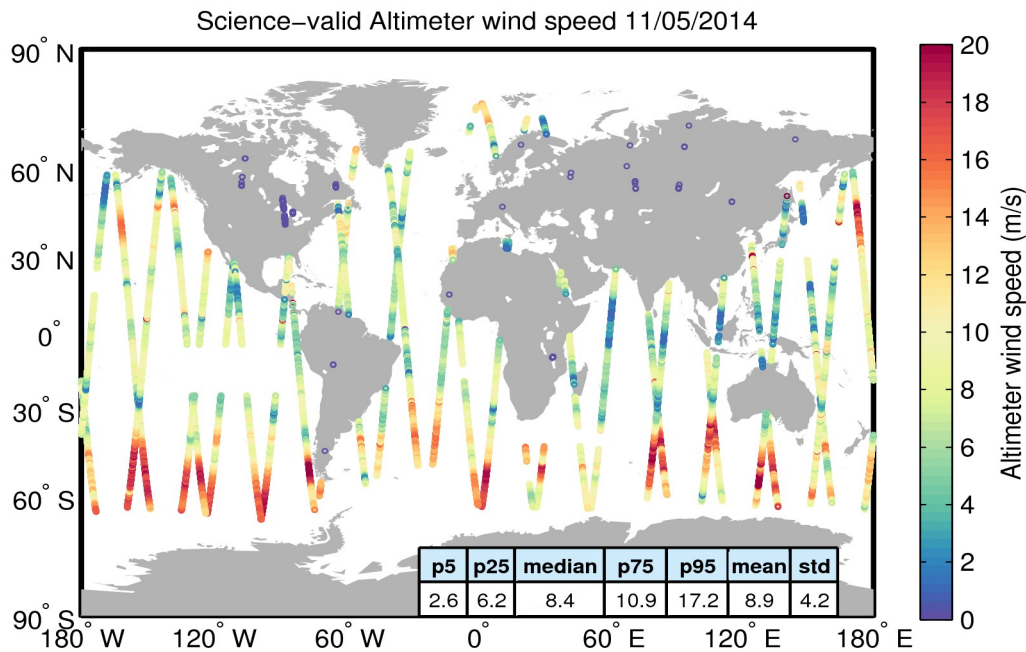 Science−valid Altimeter wind speed 11/05/2014
90° N
60° N
30° N
0°
30° S
60° S
90° S
180° W
120° W
60° W
0°
60° E
120° E
180° E
p5 p25 median p75 p95 mean std
2.6 6.2 8.4 10.9 17.2 8.9 4.2
20
18
16
14
12
10
8
6
4
2
0
Altimeter wind speed (m/s)